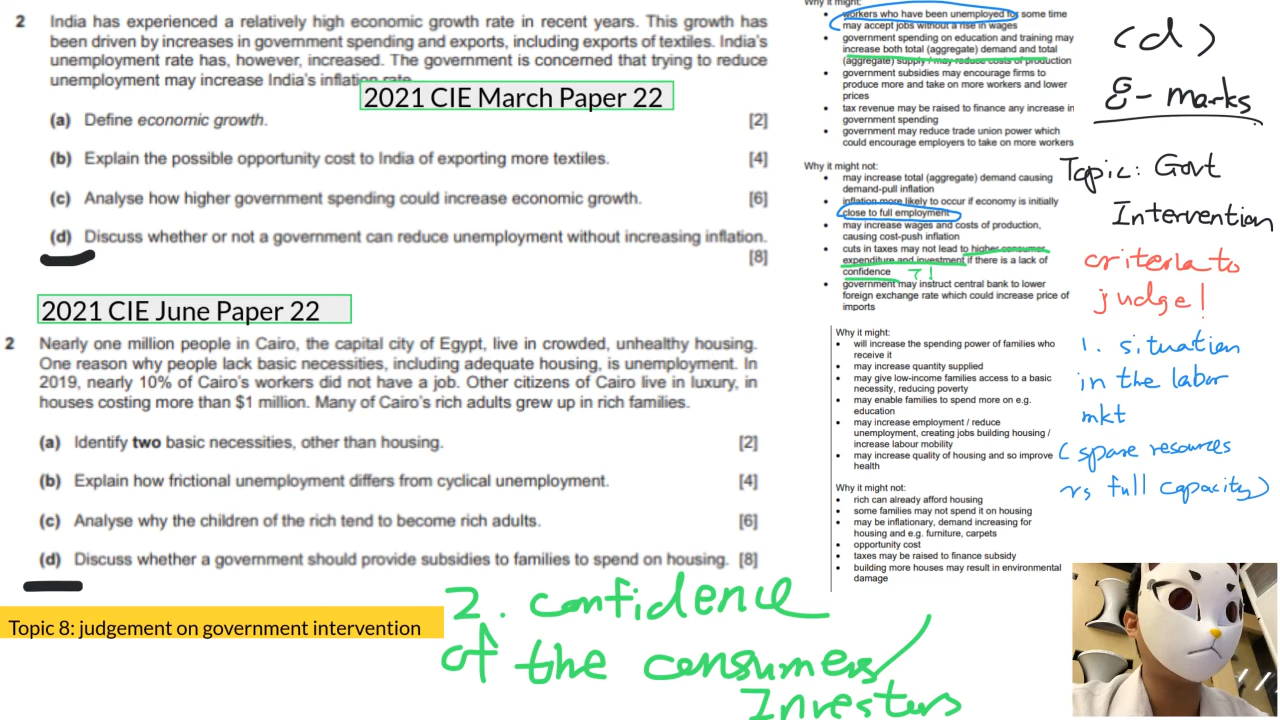 2 India has experienced a relatively high economic growth rate in recent years. This growth has
been driven by increases in government spending and exports, including exports of textiles. India's
unemployment rate has, however, increased. The government is concerned that trying to reduce
unemployment may increase India's inflation rate.
2021 CIE March Paper 22
(a) Define economic growth. [2]
(b) Explain the possible opportunity cost to India of exporting more textiles. [4]
(c) Analyse how higher government spending could increase economic growth. [6]
(d) Discuss whether or not a government can reduce unemployment without increasing inflation.
[8]
2021 CIE June Paper 22
2 Nearly one million people in Cairo, the capital city of Egypt, live in crowded, unhealthy housing.
One reason why people lack basic necessities, including adequate housing, is unemployment. In
2019, nearly 10% of Cairo's workers did not have a job. Other citizens of Cairo live in luxury, in
houses costing more than $1 million. Many of Cairo's rich adults grew up in rich families.
(a) Identify two basic necessities, other than housing. [2]
(b) Explain how frictional unemployment differs from cyclical unemployment. [4]
(c) Analyse why the children of the rich tend to become rich adults. [6]
(d) Discuss whether a government should provide subsidies to families to spend on housing. [8]
Topic 8: judgement on government intervention
Why it might:
• workers who have been unemployed for some time
may accept jobs without a rise in wages
• government spending on education and training may
increase both total (aggregate) demand and total
(aggregate) supply / may reduce costs of production
• government subsidies may encourage firms to
produce more and take on more workers and lower
prices
• tax revenue may be raised to finance any increase in
government spending
• government may reduce trade union power which
could encourage employers to take on more workers
Why it might not:
• may increase total (aggregate) demand causing
demand-pull inflation
• inflation more likely to occur if economy is initially
close to full employment
• may increase wages and costs of production,
causing cost-push inflation
• cuts in taxes may not lead to higher consumer
expenditure and investment if there is a lack of
confidence ?!
• government may instruct central bank to lower
foreign exchange rate which could increase price of
imports
Why it might:
• will increase the spending power of families who
receive it
• may increase quantity supplied
• may give low-income families access to a basic
necessity, reducing poverty
• may enable families to spend more on e.g.
education
• may increase employment / reduce
unemployment, creating jobs building housing /
increase labour mobility
• may increase quality of housing and so improve
health
Why it might not:
• rich can already afford housing
• some families may not spend it on housing
• may be inflationary, demand increasing for
housing and e.g. furniture, carpets
• opportunity cost
• taxes may be raised to finance subsidy
• building more houses may result in environmental
damage
(d)
8- marks
Topic: Govt
Intervention
criteria to
judge!
1. situation
in the labor
mkt
(spare resources
vs full capacity)
2. confidence
of the consumers/
Investers